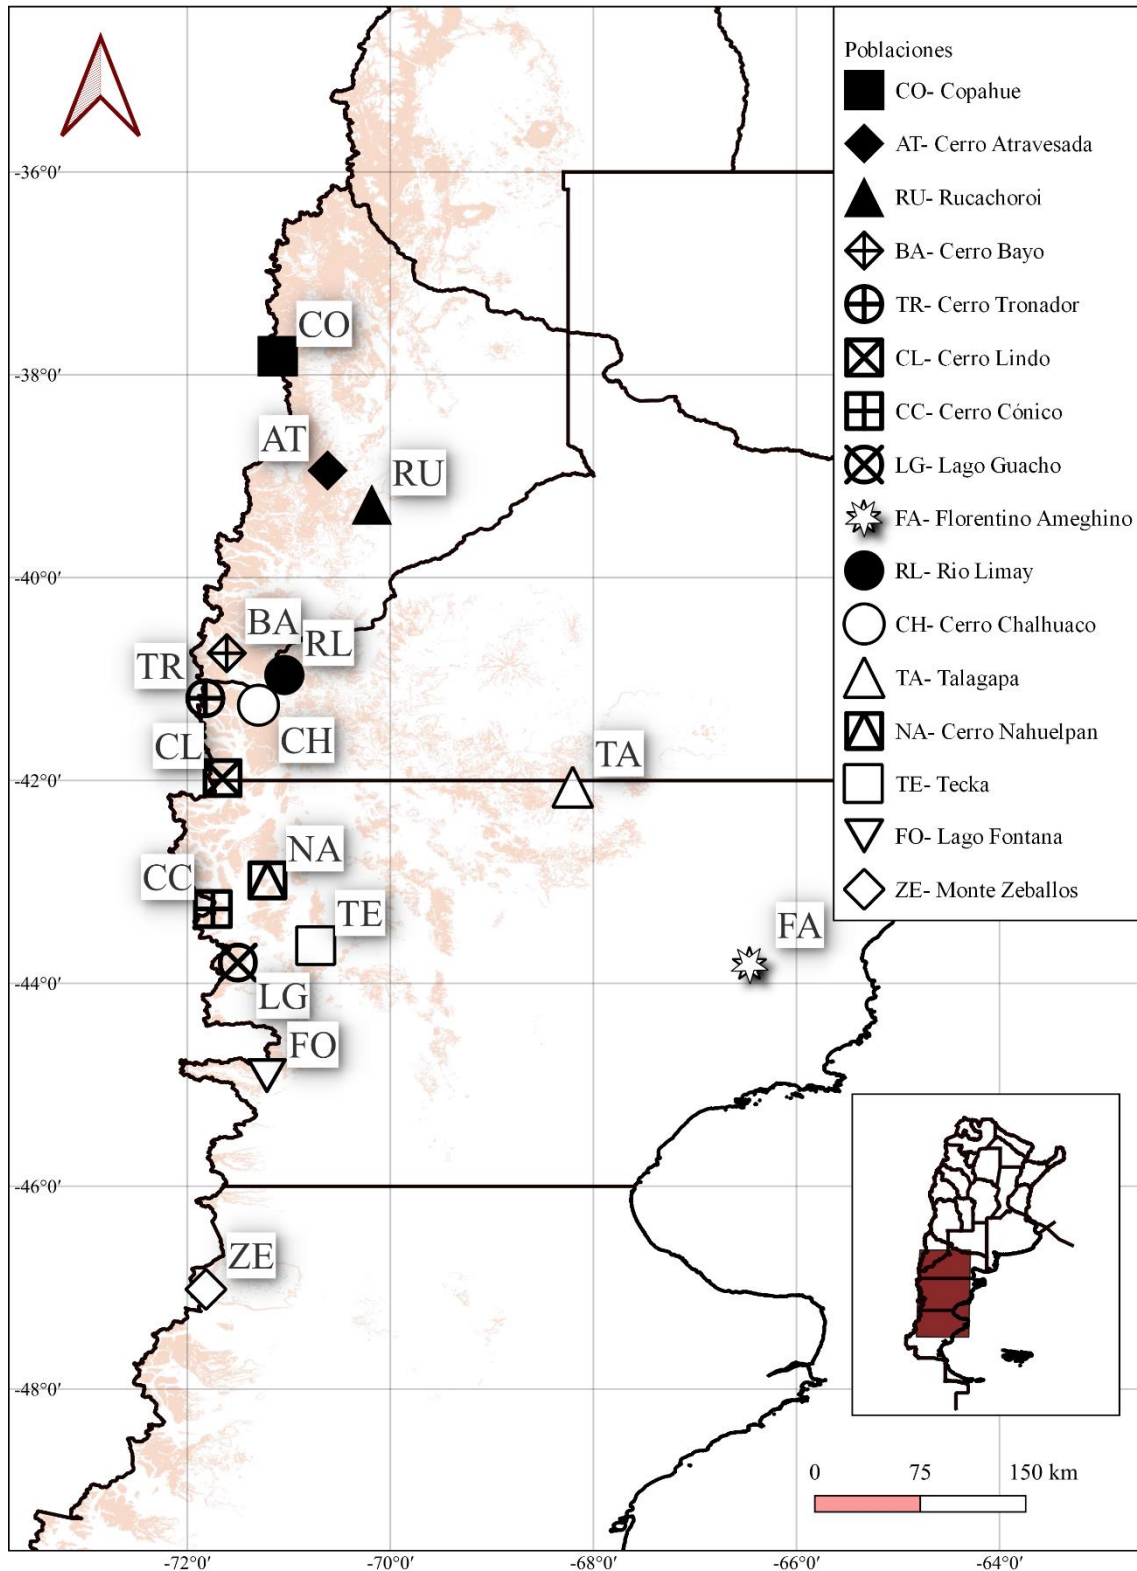 Poblaciones
CO- Copahue
AT- Cerro Atravesada
RU- Rucachoroi
BA- Cerro Bayo
TR- Cerro Tronador
CL- Cerro Lindo
CC- Cerro Cónico
LG- Lago Guacho
FA- Florentino Ameghino
RL- Rio Limay
CH- Cerro Chalhuaco
TA- Talagapa
NA- Cerro Nahuelpan
TE- Tecka
FO- Lago Fontana
ZE- Monte Zeballos
-36°0'
CO
-38°0'
AT
RU
-40°0'
BA
RL
TR
CL
CH
TA
-42°0'
NA
CC
TE
FA
-44°0'
LG
FO
-46°0'
ZE
-48°0'
0 75 150 km
-72°0' -70°0' -68°0' -66°0' -64°0'